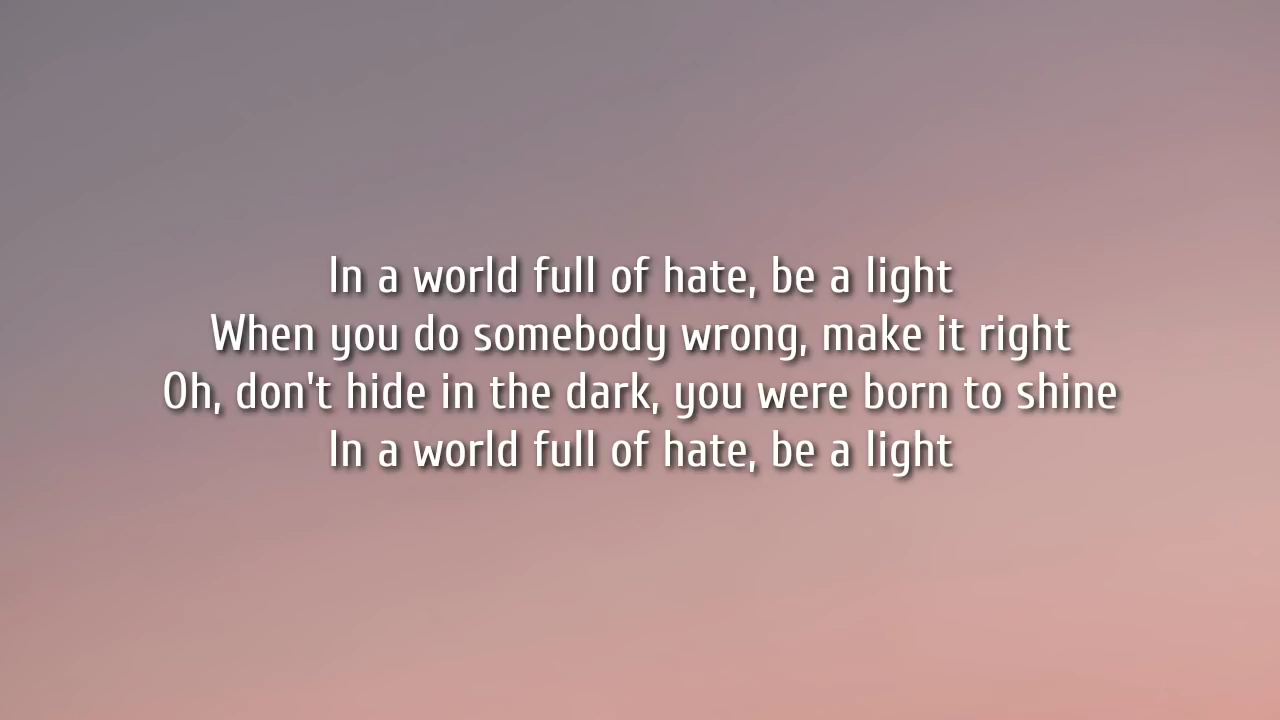 In a world full of hate, be a light
When you do somebody wrong, make it right
Oh, don't hide in the dark, you were born to shine
In a world full of hate, be a light